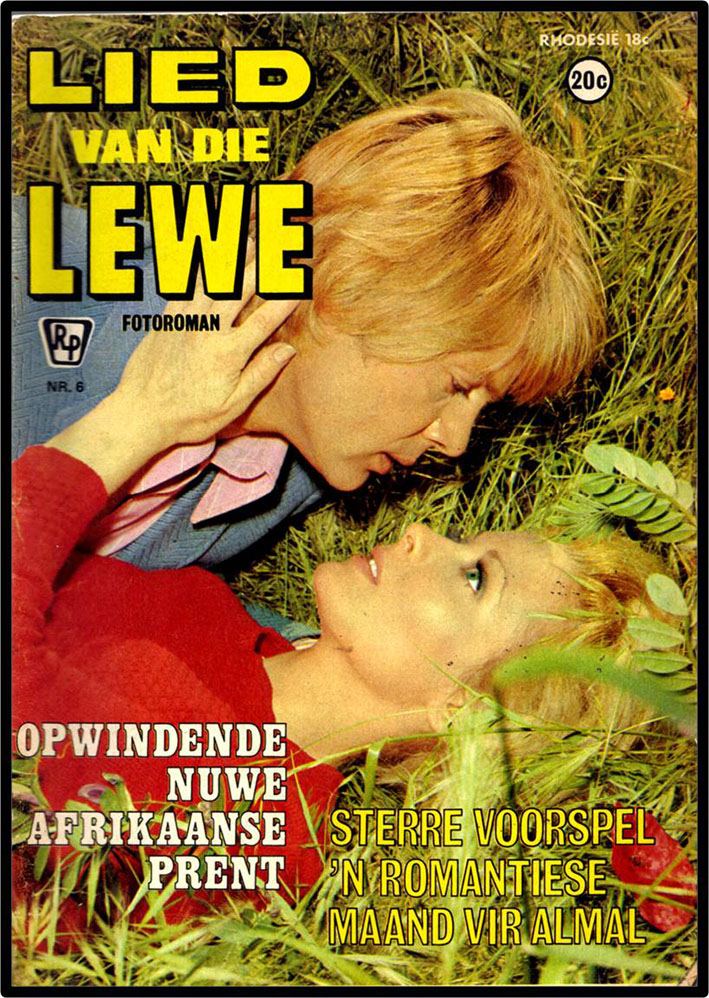 RHODESIË 18c
20c
LIED
VAN DIE
LEWE
FOTOROMAN
RP
NR. 6
OPWINDENDE
NUWE
AFRIKAANSE
PRENT
STERRE VOORSPEL
'N ROMANTIESE
MAAND VIR ALMAL